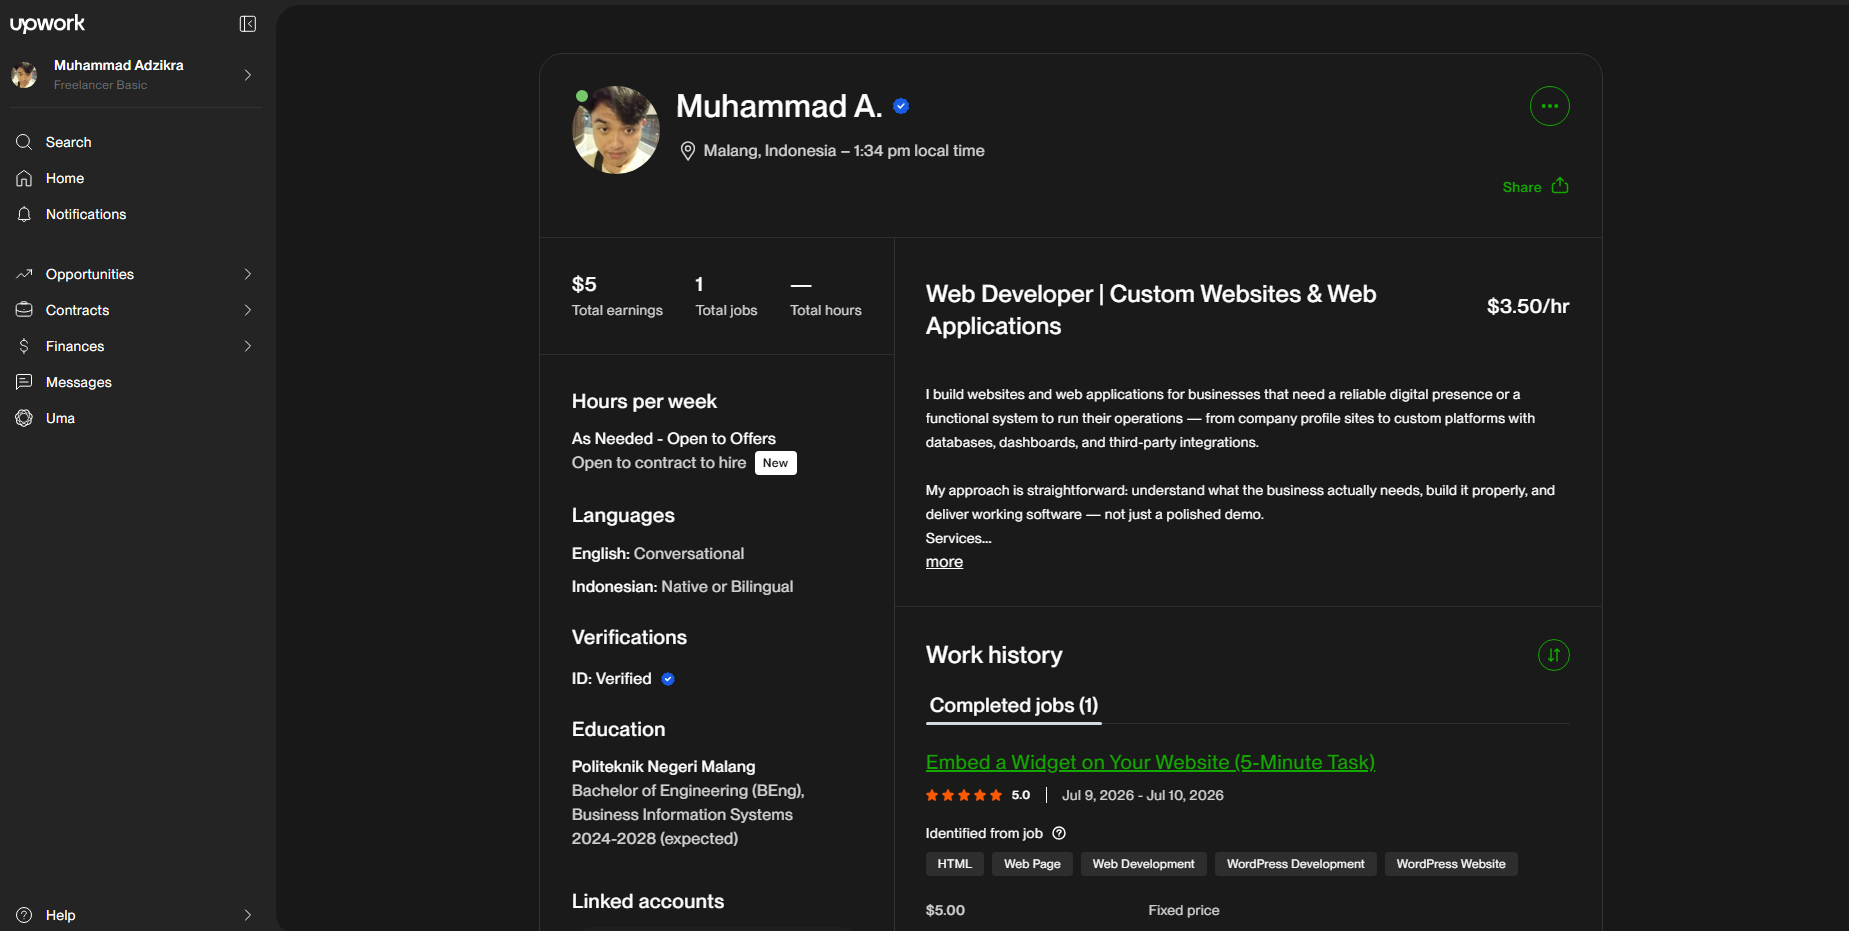 upwork
Muhammad Adzikra
Freelancer Basic
Search
Home
Notifications
Opportunities
Contracts
Finances
Messages
Uma
Help
Muhammad A.
Malang, Indonesia – 1:34 pm local time
Share
$5
Total earnings
1
Total jobs
—
Total hours
Hours per week
As Needed - Open to Offers
Open to contract to hire New
Languages
English: Conversational
Indonesian: Native or Bilingual
Verifications
ID: Verified
Education
Politeknik Negeri Malang
Bachelor of Engineering (BEng),
Business Information Systems
2024-2028 (expected)
Linked accounts
Web Developer | Custom Websites & Web
Applications
$3.50/hr
I build websites and web applications for businesses that need a reliable digital presence or a
functional system to run their operations — from company profile sites to custom platforms with
databases, dashboards, and third-party integrations.
My approach is straightforward: understand what the business actually needs, build it properly, and
deliver working software — not just a polished demo.
Services...
more
Work history
Completed jobs (1)
Embed a Widget on Your Website (5-Minute Task)
5.0 Jul 9, 2026 - Jul 10, 2026
Identified from job
HTML Web Page Web Development WordPress Development WordPress Website
$5.00 Fixed price